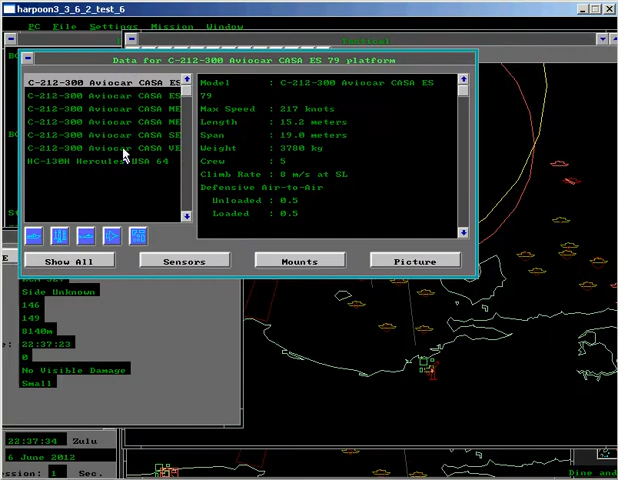 harpoon3_3_6_2_test_6
PC File Settings Mission Window
Tactical
Data for C-212-300 Aviocar CASA ES 79 platform
C-212-300 Aviocar CASA ES
C-212-300 Aviocar CASA ES
C-212-300 Aviocar CASA ME
C-212-300 Aviocar CASA ME
C-212-300 Aviocar CASA SE
C-212-300 Aviocar CASA VE
HC-130H Hercules USA 64
Model : C-212-300 Aviocar CASA ES
79
Max Speed : 217 knots
Length : 15.2 meters
Span : 19.0 meters
Weight : 3780 kg
Crew : 5
Climb Rate : 8 m/s at SL
Defensive Air-to-Air
Unloaded : 0.5
Loaded : 0.5
Show All
Sensors
Mounts
Picture
Side Unknown
146
149
8140m
22:37:23
0
No Visible Damage
Small
22:37:34 Zulu
6 June 2012
ession: 1 Sec.
Dine and